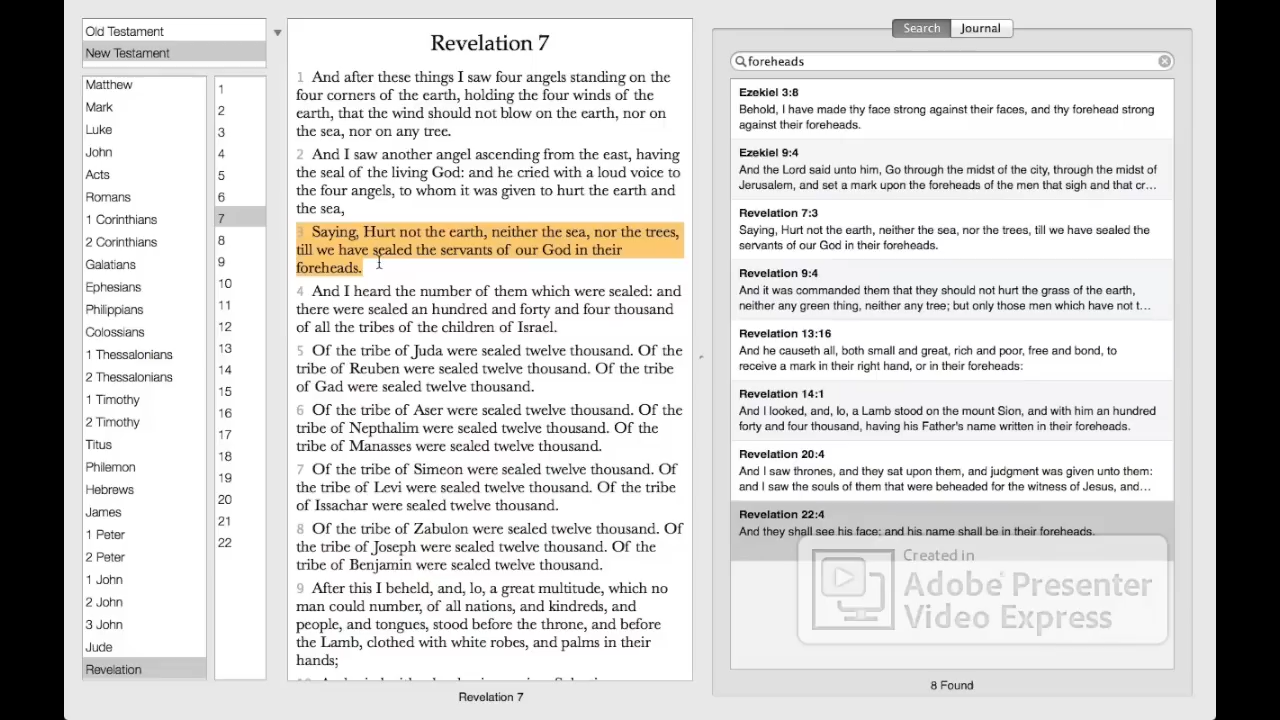 Old Testament
New Testament
Matthew
Mark
Luke
John
Acts
Romans
1 Corinthians
2 Corinthians
Galatians
Ephesians
Philippians
Colossians
1 Thessalonians
2 Thessalonians
1 Timothy
2 Timothy
Titus
Philemon
Hebrews
James
1 Peter
2 Peter
1 John
2 John
3 John
Jude
Revelation
1
2
3
4
5
6
7
8
9
10
11
12
13
14
15
16
17
18
19
20
21
22
Revelation 7
1 And after these things I saw four angels standing on the
four corners of the earth, holding the four winds of the
earth, that the wind should not blow on the earth, nor on
the sea, nor on any tree.
2 And I saw another angel ascending from the east, having
the seal of the living God: and he cried with a loud voice to
the four angels, to whom it was given to hurt the earth and
the sea,
3 Saying, Hurt not the earth, neither the sea, nor the trees,
till we have sealed the servants of our God in their
foreheads.
4 And I heard the number of them which were sealed: and
there were sealed an hundred and forty and four thousand
of all the tribes of the children of Israel.
5 Of the tribe of Juda were sealed twelve thousand. Of the
tribe of Reuben were sealed twelve thousand. Of the tribe
of Gad were sealed twelve thousand.
6 Of the tribe of Aser were sealed twelve thousand. Of the
tribe of Nepthalim were sealed twelve thousand. Of the
tribe of Manasses were sealed twelve thousand.
7 Of the tribe of Simeon were sealed twelve thousand. Of
the tribe of Levi were sealed twelve thousand. Of the tribe
of Issachar were sealed twelve thousand.
8 Of the tribe of Zabulon were sealed twelve thousand. Of
the tribe of Joseph were sealed twelve thousand. Of the
tribe of Benjamin were sealed twelve thousand.
9 After this I beheld, and, lo, a great multitude, which no
man could number, of all nations, and kindreds, and
people, and tongues, stood before the throne, and before
the Lamb, clothed with white robes, and palms in their
hands;
Revelation 7
Search Journal
foreheads
Ezekiel 3:8
Behold, I have made thy face strong against their faces, and thy forehead strong
against their foreheads.
Ezekiel 9:4
And the Lord said unto him, Go through the midst of the city, through the midst of
Jerusalem, and set a mark upon the foreheads of the men that sigh and that cr...
Revelation 7:3
Saying, Hurt not the earth, neither the sea, nor the trees, till we have sealed the
servants of our God in their foreheads.
Revelation 9:4
And it was commanded them that they should not hurt the grass of the earth,
neither any green thing, neither any tree; but only those men which have not t...
Revelation 13:16
And he causeth all, both small and great, rich and poor, free and bond, to
receive a mark in their right hand, or in their foreheads:
Revelation 14:1
And I looked, and, lo, a Lamb stood on the mount Sion, and with him an hundred
forty and four thousand, having his Father's name written in their foreheads.
Revelation 20:4
And I saw thrones, and they sat upon them, and judgment was given unto them:
and I saw the souls of them that were beheaded for the witness of Jesus, and...
Revelation 22:4
And they shall see his face; and his name shall be in their foreheads.
Created in
Adobe® Presenter
Video Express
8 Found